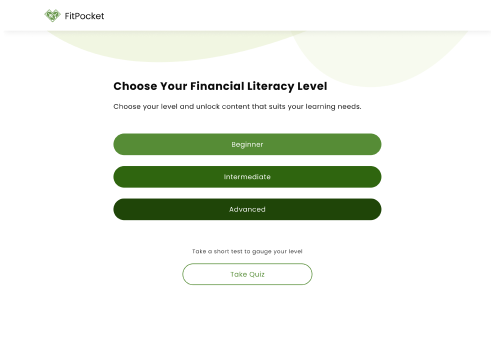 FitPocket
Choose Your Financial Literacy Level
Choose your level and unlock content that suits your learning needs.
Beginner
Intermediate
Advanced
Take a short test to gauge your level
Take Quiz